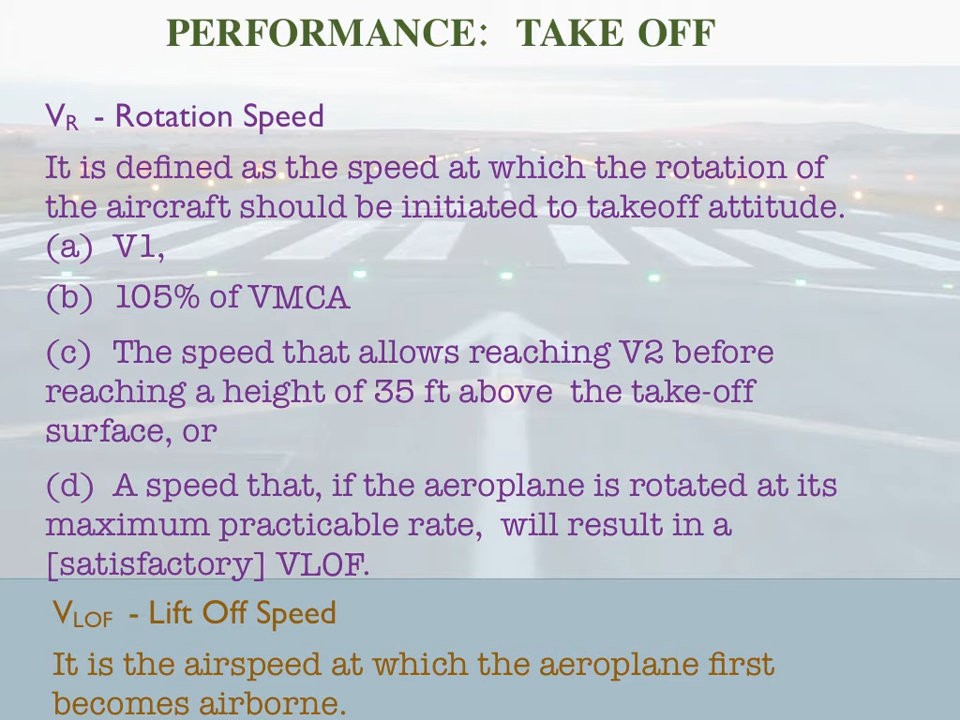 PERFORMANCE: TAKE OFF
VR - Rotation Speed
It is defined as the speed at which the rotation of
the aircraft should be initiated to takeoff attitude.
(a) V1,
(b) 105% of VMCA
(c) The speed that allows reaching V2 before
reaching a height of 35 ft above the take-off
surface, or
(d) A speed that, if the aeroplane is rotated at its
maximum practicable rate, will result in a
[satisfactory] VLOF.
VLOF - Lift Off Speed
It is the airspeed at which the aeroplane first
becomes airborne.